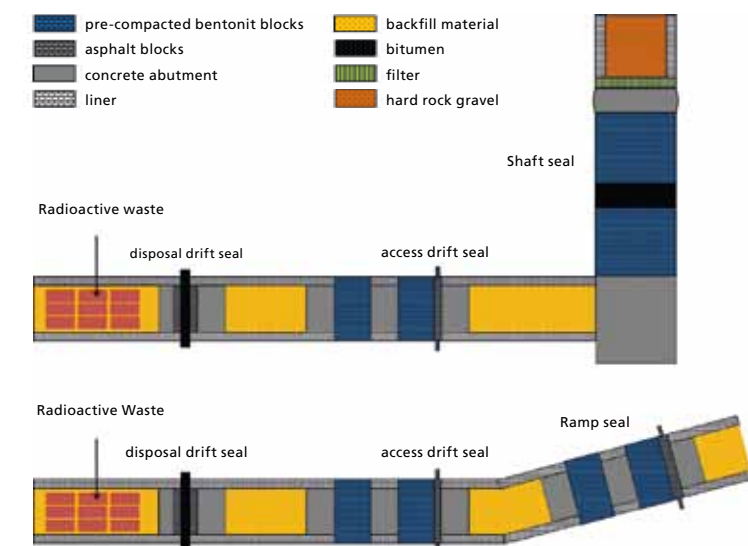 pre-compacted bentonit blocks
asphalt blocks
concrete abutment
liner
backfill material
bitumen
filter
hard rock gravel
Shaft seal
Radioactive waste
disposal drift seal
access drift seal
Radioactive Waste
Ramp seal
disposal drift seal
access drift seal